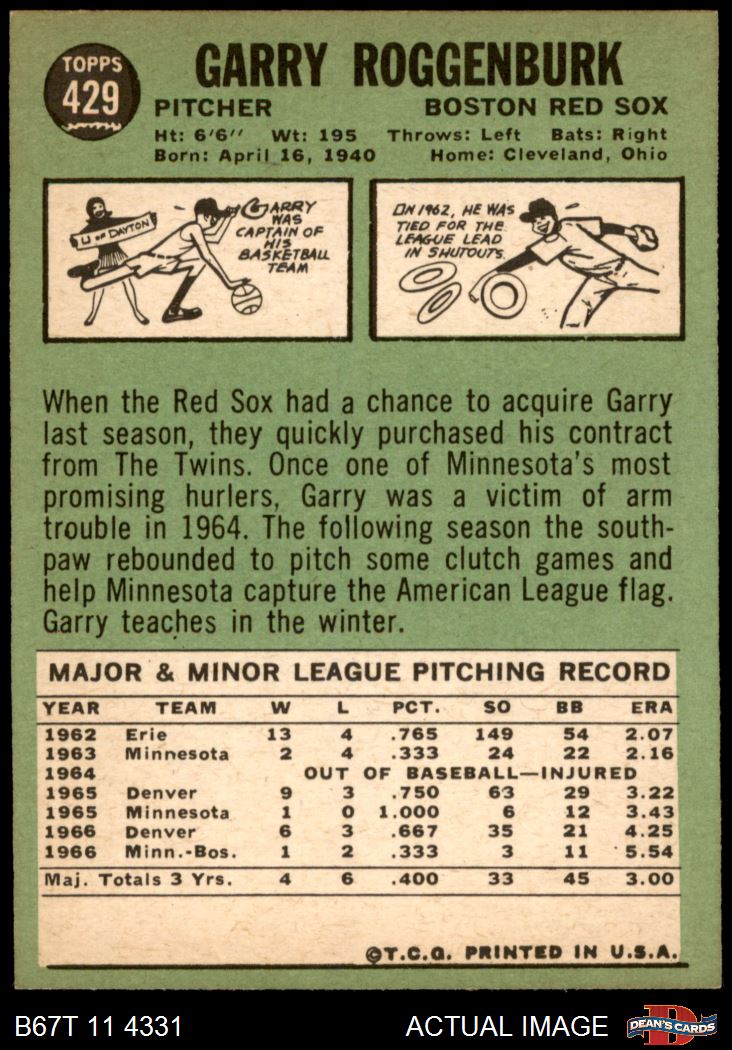 TOPPS
429
GARRY ROGGENBURK
PITCHER BOSTON RED SOX
Ht: 6'6" Wt: 195 Throws: Left Bats: Right
Born: April 16, 1940 Home: Cleveland, Ohio
U OF DAYTON
GARRY
WAS
CAPTAIN OF
HIS
BASKETBALL
TEAM
IN 1962, HE WAS
TIED FOR THE
LEAGUE LEAD
IN SHUTOUTS.
When the Red Sox had a chance to acquire Garry
last season, they quickly purchased his contract
from The Twins. Once one of Minnesota's most
promising hurlers, Garry was a victim of arm
trouble in 1964. The following season the south-
paw rebounded to pitch some clutch games and
help Minnesota capture the American League flag.
Garry teaches in the winter.
MAJOR & MINOR LEAGUE PITCHING RECORD
YEAR TEAM W L PCT. SO BB ERA
1962 Erie 13 4 .765 149 54 2.07
1963 Minnesota 2 4 .333 24 22 2.16
1964 OUT OF BASEBALL—INJURED
1965 Denver 9 3 .750 63 29 3.22
1965 Minnesota 1 0 1.000 6 12 3.43
1966 Denver 6 3 .667 35 21 4.25
1966 Minn.-Bos. 1 2 .333 3 11 5.54
Maj. Totals 3 Yrs. 4 6 .400 33 45 3.00
©T.C.G. PRINTED IN U.S.A.
B67T 11 4331 ACTUAL IMAGE
D
DEAN'S CARDS